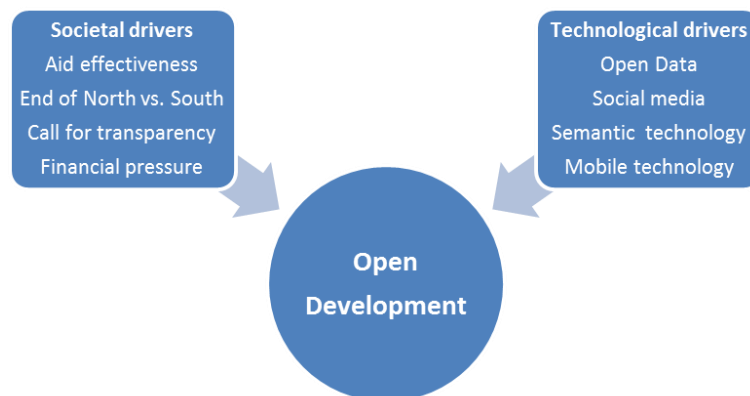 Societal drivers
Aid effectiveness
End of North vs. South
Call for transparency
Financial pressure
Technological drivers
Open Data
Social media
Semantic technology
Mobile technology
Open
Development